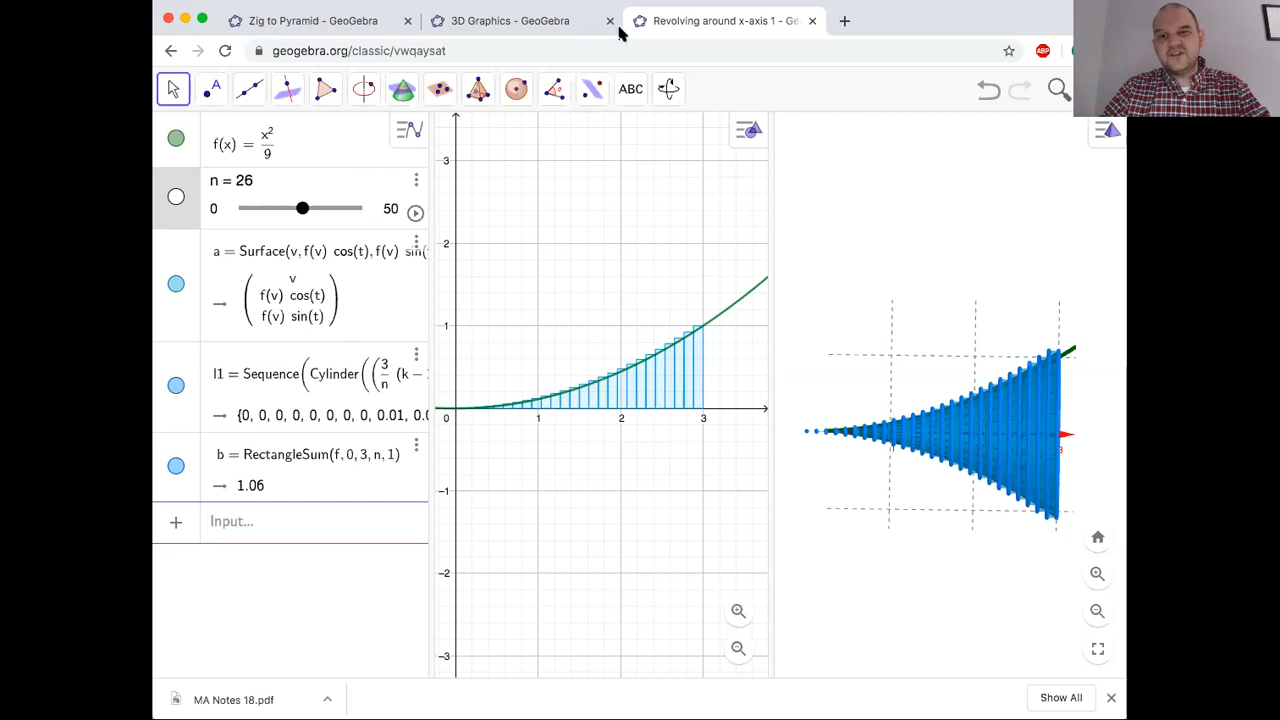 Zig to Pyramid - GeoGebra
3D Graphics - GeoGebra
Revolving around x-axis 1 - Ge
geogebra.org/classic/vwqaysat
ABP
A
ABC
f(x) = x²/9
n = 26
0 50
a = Surface(v, f(v) cos(t), f(v) sin(
→ ( v
f(v) cos(t)
f(v) sin(t) )
l1 = Sequence(Cylinder((3/n (k −
→ {0, 0, 0, 0, 0, 0, 0, 0, 0.01, 0.0
b = RectangleSum(f, 0, 3, n, 1)
→ 1.06
+ Input...
3
2
1
0 1 2 3
−1
−2
−3
3
MA Notes 18.pdf
Show All